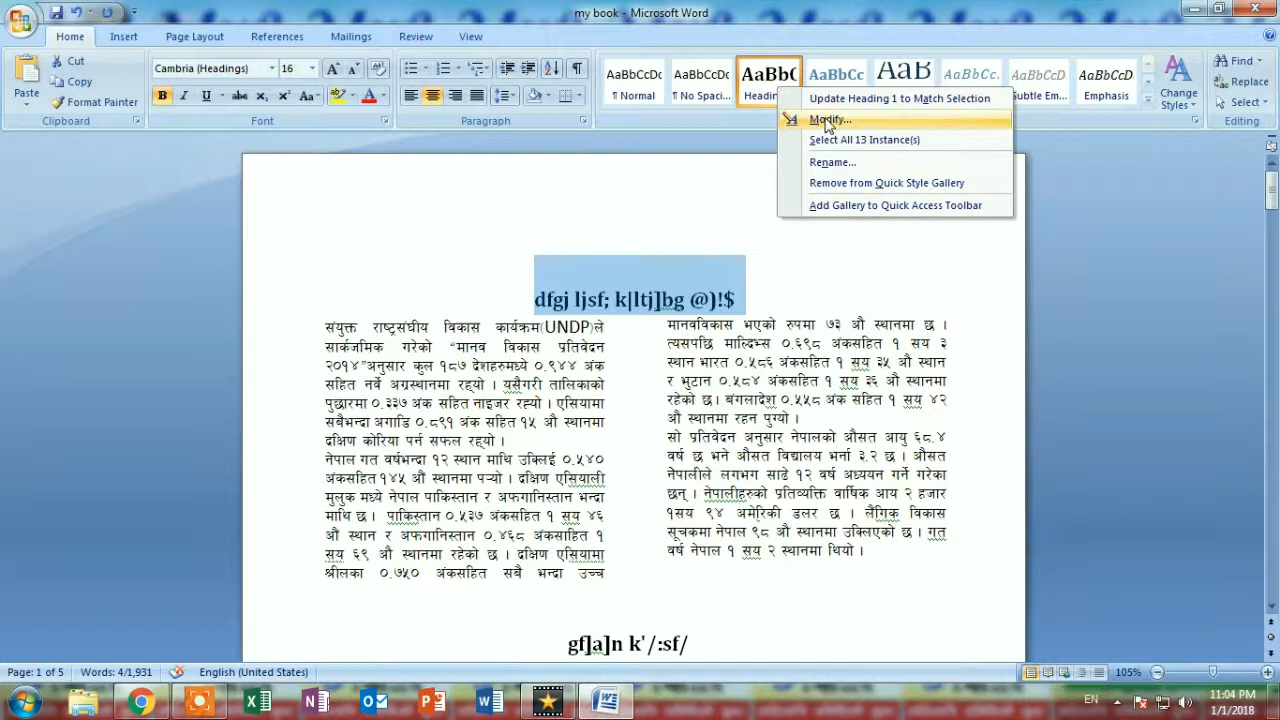 my book - Microsoft Word
Home Insert Page Layout References Mailings Review View
Paste
Cut
Copy
Format Painter
Clipboard
Cambria (Headings) 16
B I U abe X₂ X² Aa
Font
Paragraph
AaBbCcDc AaBbCcDc AaBbC AaBbCc AaB AaBbCc. AaBbCcD AaBbCcD
¶ Normal ¶ No Spaci... Headin Subtle Em... Emphasis
Change Styles
Find
Replace
Select
Editing
Update Heading 1 to Match Selection
Modify...
Select All 13 Instance(s)
Rename...
Remove from Quick Style Gallery
Add Gallery to Quick Access Toolbar
dfgj ljsf; k|ltj]bg @)!$
संयुक्त राष्ट्रसंघीय विकास कार्यक्रम(UNDP)ले
सार्कजमिक गरेको “मानव विकास प्रतिवेदन
२०१४”अनुसार कुल १८७ देशहरुमध्ये ०.९४४ अंक
सहित नर्वे अग्रस्थानमा रह्यो । यसैगरी तालिकाको
पुछारमा ०.३३७ अंक सहित नाइजर रह्यो । एसियामा
सबैभन्दा अगाडि ०.८९१ अंक सहित १५ औ स्थानमा
दक्षिण कोरिया पर्न सफल रह्यो ।
नेपाल गत वर्षभन्दा १२ स्थान माथि उक्लिई ०.५४०
अंकसहित १४५ औं स्थानमा पऱ्यो । दक्षिण एसियाली
मुलुक मध्ये नेपाल पाकिस्तान र अफगानिस्तान भन्दा
माथि छ । पाकिस्तान ०.५३७ अंकसहित १ सय ४६
औं स्थान र अफगानिस्तान ०.४६८ अंकसहित १
सय ६९ औ स्थानमा रहेको छ । दक्षिण एसियामा
श्रीलका ०.७५० अंकसहित सबै भन्दा उच्च
मानवविकास भएको रुपमा ७३ औ स्थानमा छ ।
त्यसपछि माल्दिभ्स ०.६९८ अंकसहित १ सय ३
स्थान भारत ०.५८६ अंकसहित १ सय ३५ औ स्थान
र भुटान ०.५८४ अंकसहित १ सय ३६ औ स्थानमा
रहेको छ। बंगलादेश ०.५५८ अंक सहित १ सय ४२
औ स्थानमा रहन पुग्यो ।
सो प्रतिवेदन अनुसार नेपालको औसत आयु ६८.४
वर्ष छ भने औसत विद्यालय भर्ना ३.२ छ । औसत
नेपालीले लगभग साढे १२ वर्ष अध्ययन गर्ने गरेका
छन् । नेपालीहरुको प्रतिव्यक्ति वार्षिक आय २ हजार
१सय ९४ अमेरिकी डलर छ । लैंगिक विकास
सूचकमा नेपाल ९८ औ स्थानमा उक्लिएको छ । गत
वर्ष नेपाल १ सय २ स्थानमा थियो ।
gf]a]n k'/:sf/
Page: 1 of 5 Words: 4/1,931 English (United States) 105%
EN
11:04 PM
1/1/2018